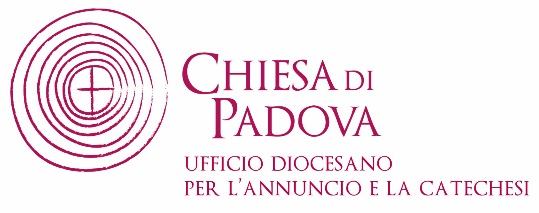 CHIESA DI
PADOVA
UFFICIO DIOCESANO
PER L'ANNUNCIO E LA CATECHESI